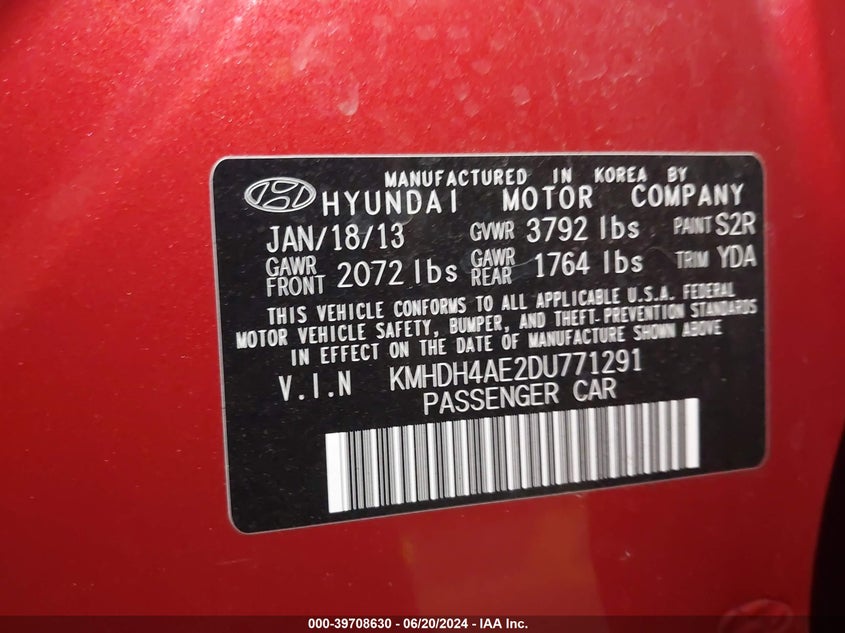 MANUFACTURED IN KOREA BY
HYUNDAI MOTOR COMPANY
JAN/18/13 GVWR 3792 lbs PAINT S2R
GAWR FRONT 2072 lbs GAWR REAR 1764 lbs TRIM YDA
THIS VEHICLE CONFORMS TO ALL APPLICABLE U.S.A. FEDERAL
MOTOR VEHICLE SAFETY, BUMPER, AND THEFT-PREVENTION STANDARDS
IN EFFECT ON THE DATE OF MANUFACTURE SHOWN ABOVE
V.I.N KMHDH4AE2DU771291
PASSENGER CAR
000-39708630 - 06/20/2024 - IAA Inc.